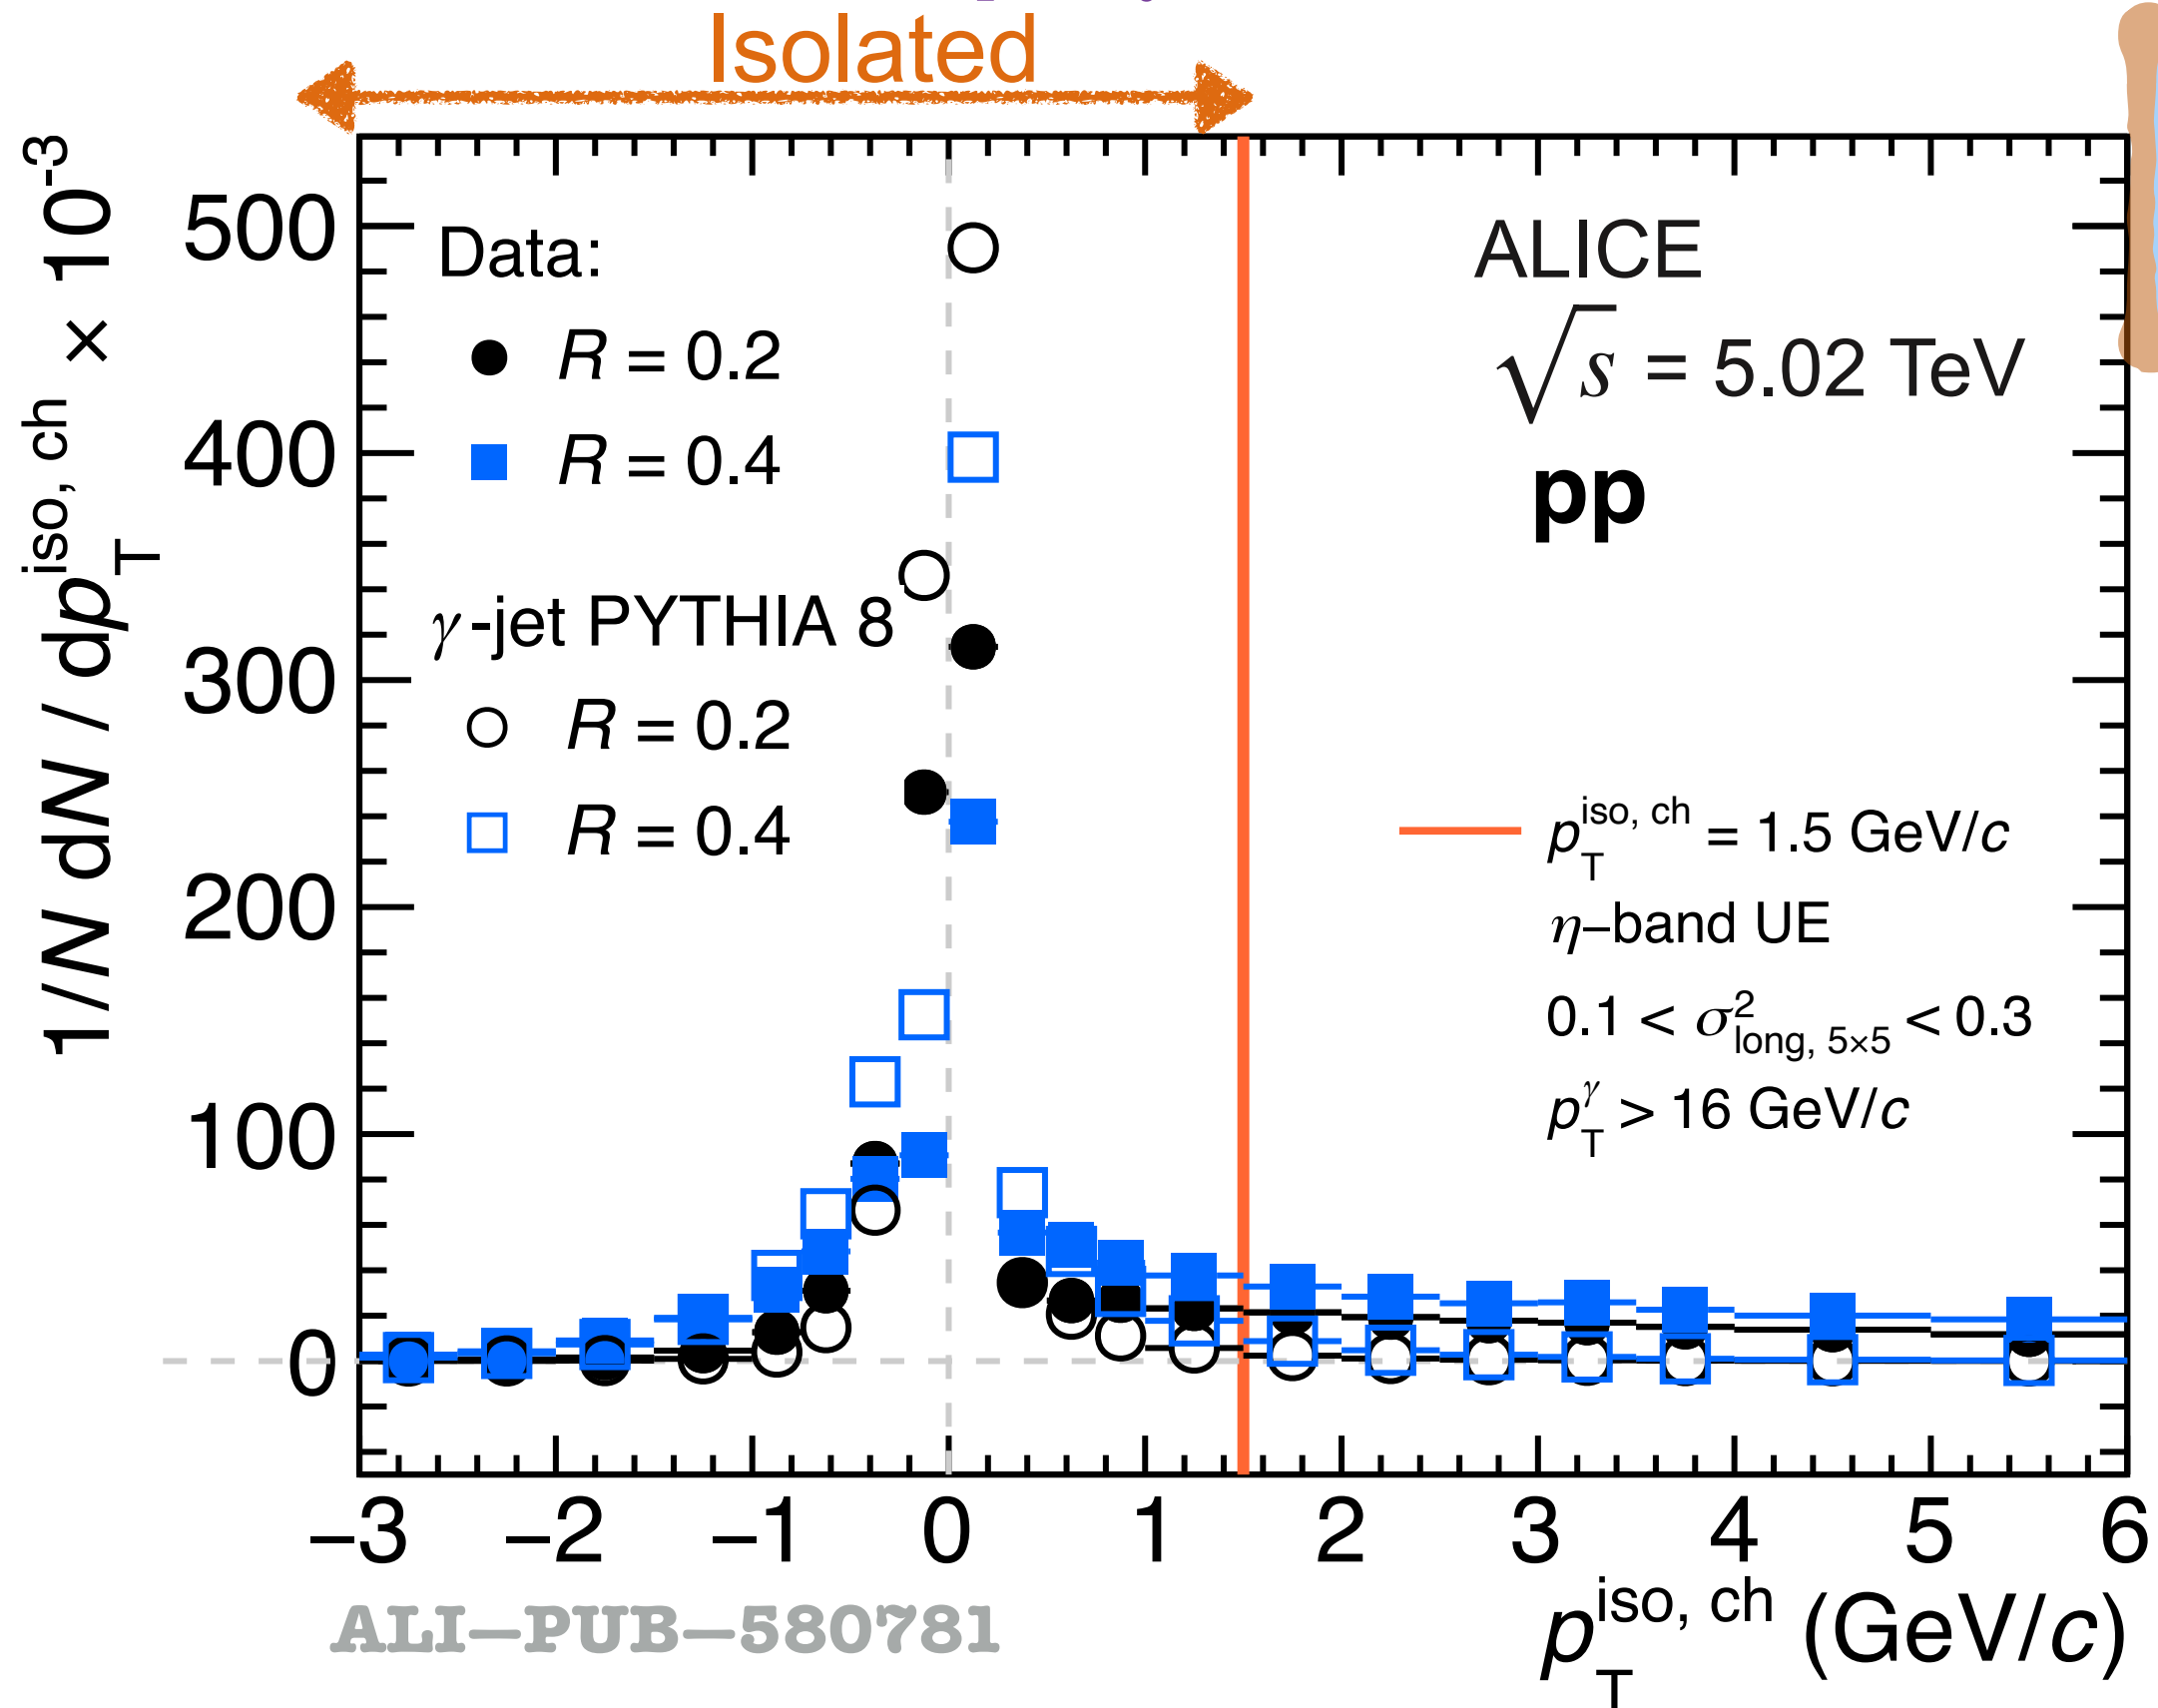 Isolated
1/N dN / dp_T^{iso, ch} × 10^{-3}
500
400
300
200
100
0
Data:
R = 0.2
R = 0.4
γ-jet PYTHIA 8
R = 0.2
R = 0.4
ALICE
√s = 5.02 TeV
pp
p_T^{iso, ch} = 1.5 GeV/c
η–band UE
0.1 < σ²_{long, 5×5} < 0.3
p_T^γ > 16 GeV/c
−3 −2 −1 0 1 2 3 4 5 6
p_T^{iso, ch} (GeV/c)
ALI–PUB–580781